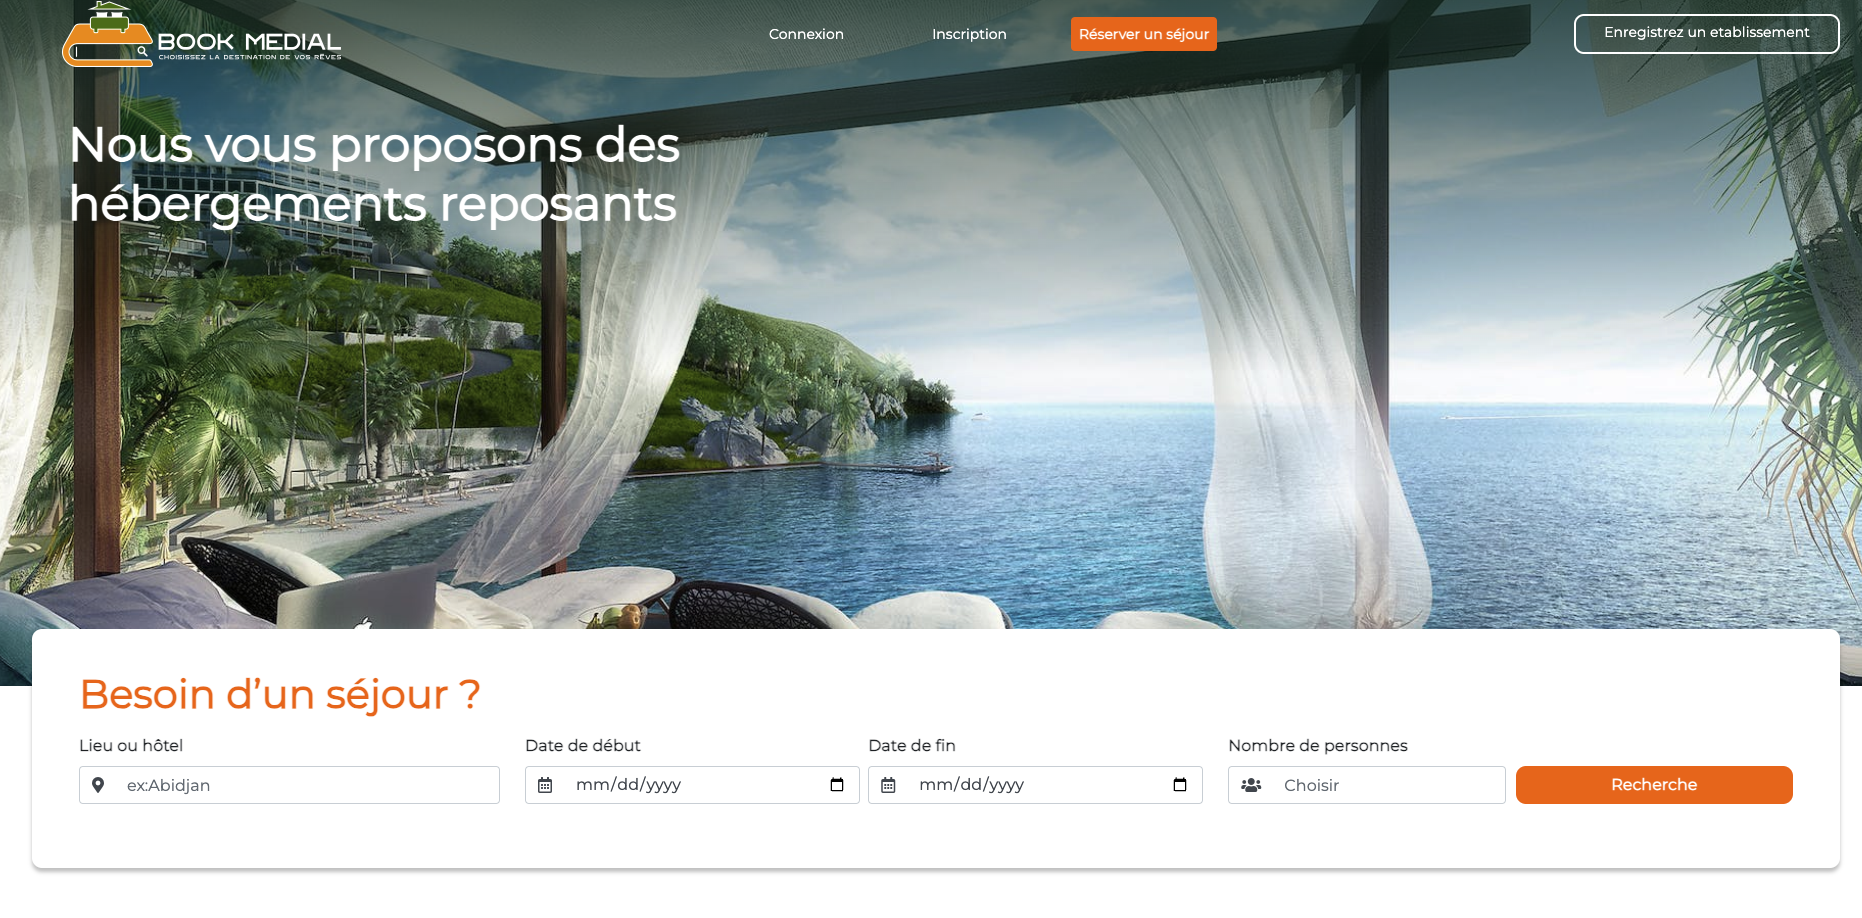 BOOK MEDIAL
CHOISISSEZ LA DESTINATION DE VOS RÊVES
Connexion
Inscription
Réserver un séjour
Enregistrez un etablissement
Nous vous proposons des
hébergements reposants
Besoin d’un séjour ?
Lieu ou hôtel
Date de début
Date de fin
Nombre de personnes
ex:Abidjan
mm/dd/yyyy
mm/dd/yyyy
Choisir
Recherche